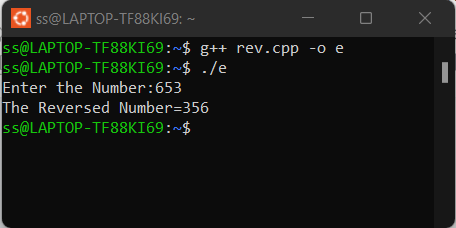 ss@LAPTOP-TF88KI69: ~
ss@LAPTOP-TF88KI69:~$ g++ rev.cpp -o e
ss@LAPTOP-TF88KI69:~$ ./e
Enter the Number:653
The Reversed Number=356
ss@LAPTOP-TF88KI69:~$